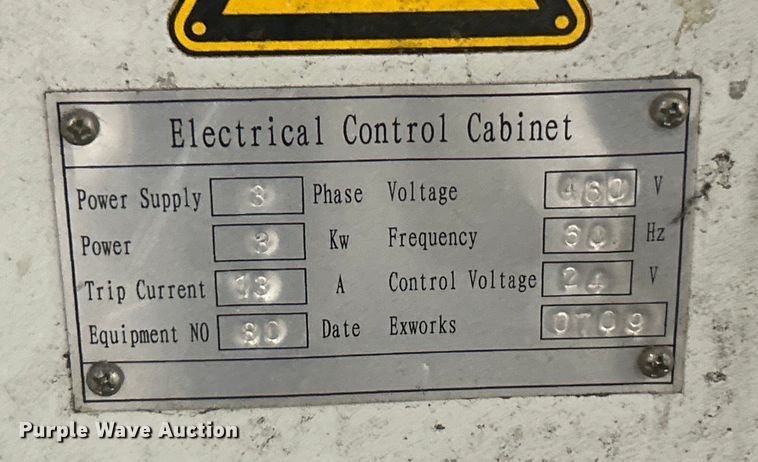 Electrical Control Cabinet
Power Supply 3 Phase Voltage 460 V
Power 3 Kw Frequency 60 Hz
Trip Current 13 A Control Voltage 24 V
Equipment NO 80 Date Exworks 0709
Purple Wave Auction